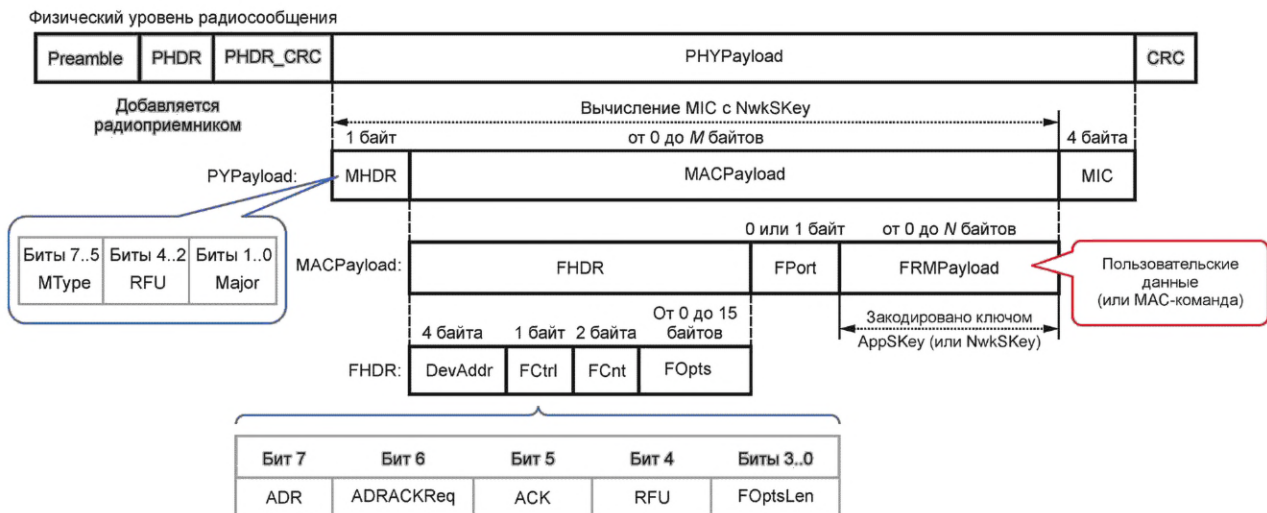 Физический уровень радиосообщения
Preamble PHDR PHDR_CRC PHYPayload CRC
Добавляется
радиоприемником
Вычисление MIC с NwkSKey
1 байт от 0 до M байтов 4 байта
PYPayload: MHDR MACPayload MIC
Биты 7..5 Биты 4..2 Биты 1..0
MType RFU Major
0 или 1 байт от 0 до N байтов
MACPayload: FHDR FPort FRMPayload
Пользовательские
данные
(или MAC-команда)
Закодировано ключом
AppSKey (или NwkSKey)
От 0 до 15
4 байта 1 байт 2 байта байтов
FHDR: DevAddr FCtrl FCnt FOpts
Бит 7 Бит 6 Бит 5 Бит 4 Биты 3..0
ADR ADRACKReq ACK RFU FOptsLen